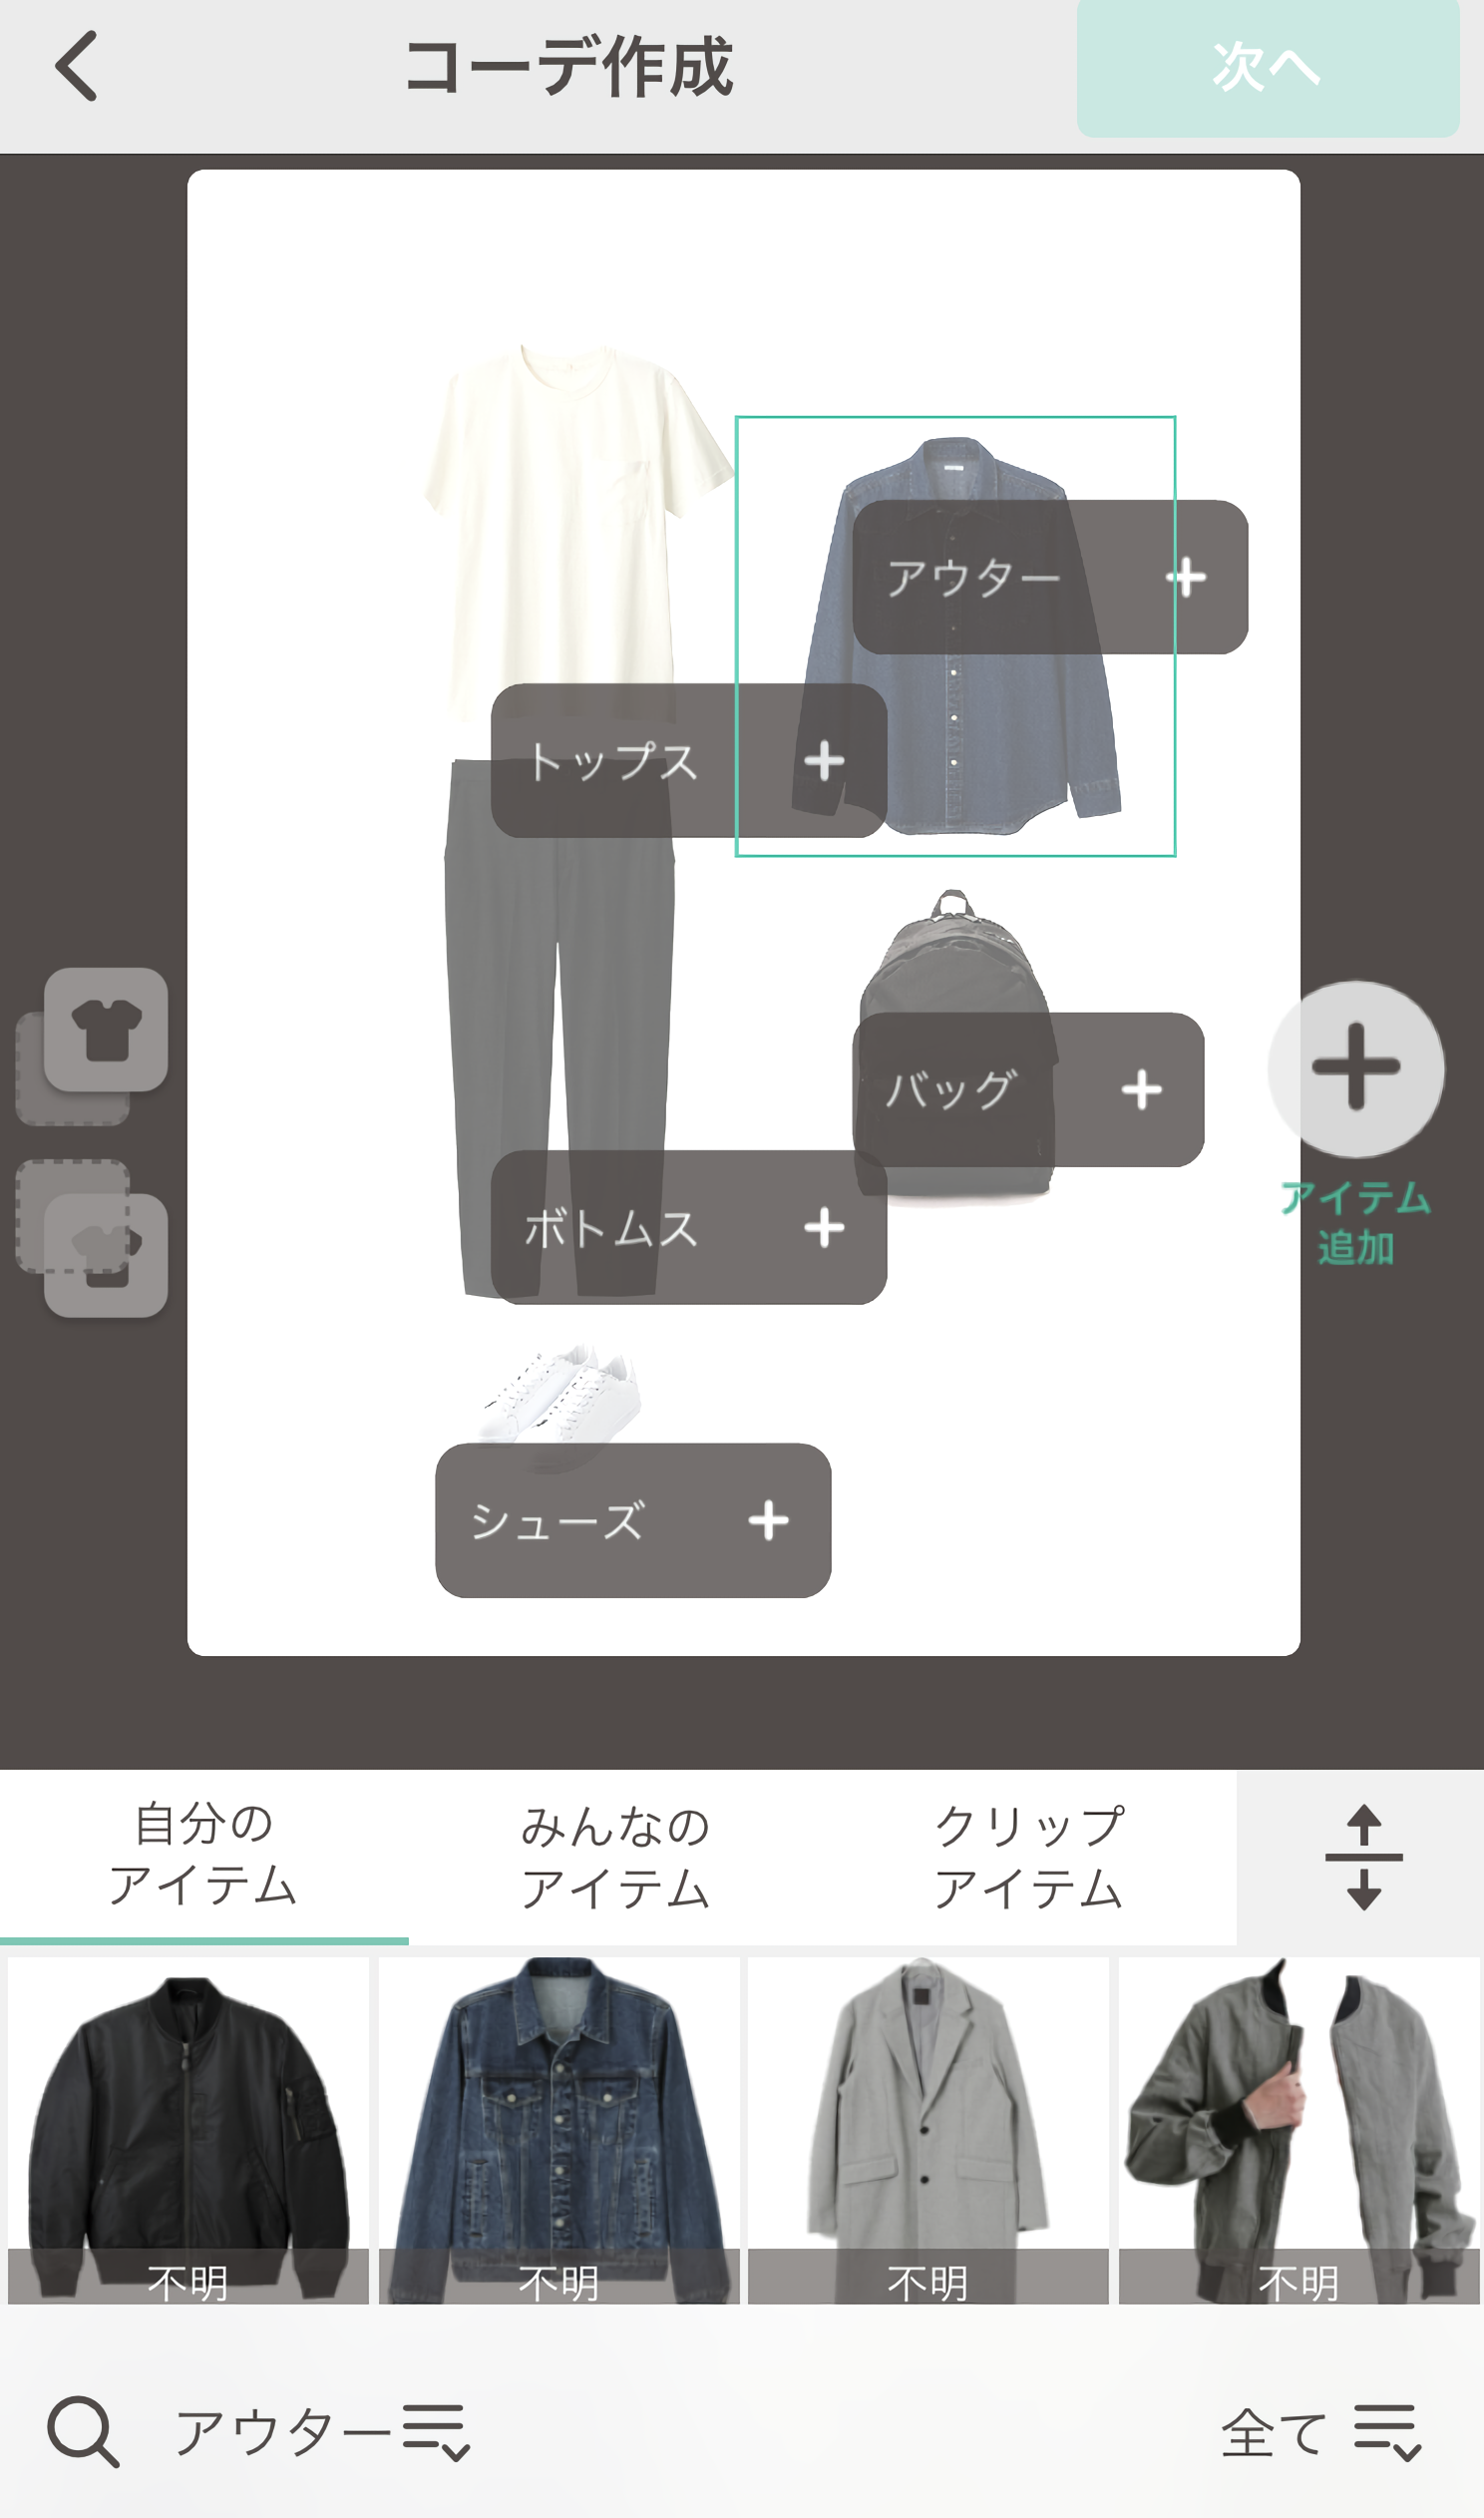 コーデ作成
次へ
アウター
トップス
バッグ
アイテム
追加
ボトムス
シューズ
自分の
アイテム
みんなの
アイテム
クリップ
アイテム
不明
不明
不明
不明
アウター
全て